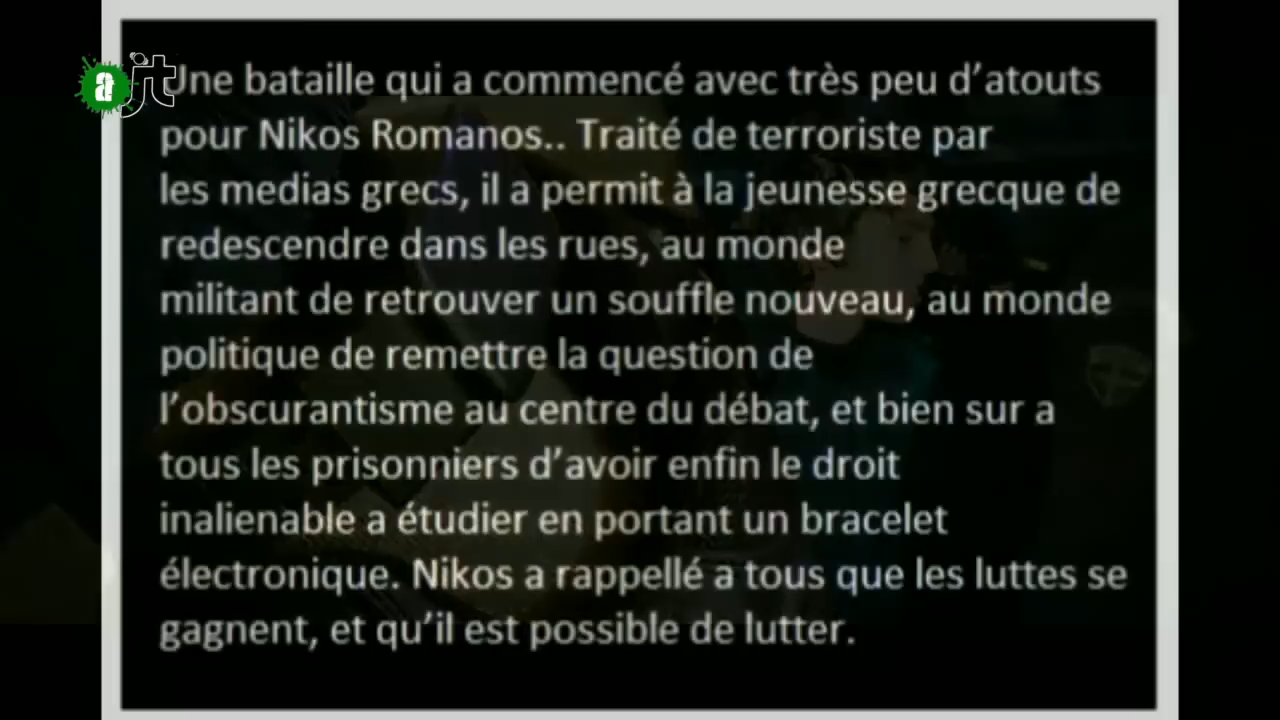 ajt
Une bataille qui a commencé avec très peu d’atouts
pour Nikos Romanos.. Traité de terroriste par
les medias grecs, il a permit à la jeunesse grecque de
redescendre dans les rues, au monde
militant de retrouver un souffle nouveau, au monde
politique de remettre la question de
l’obscurantisme au centre du débat, et bien sur a
tous les prisonniers d’avoir enfin le droit
inalienable a étudier en portant un bracelet
électronique. Nikos a rappellé a tous que les luttes se
gagnent, et qu’il est possible de lutter.